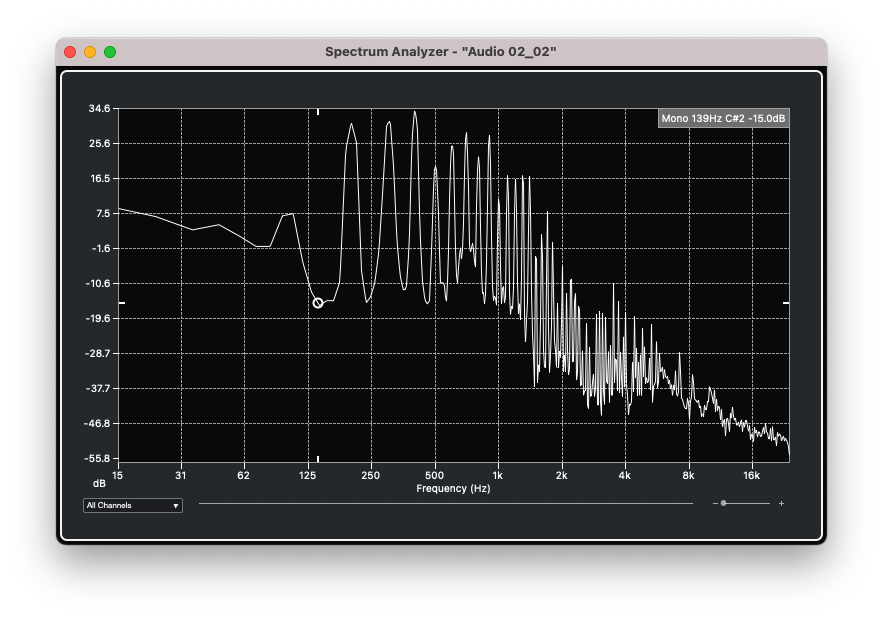 Spectrum Analyzer - "Audio 02_02"
34.6
Mono 139Hz C#2 -15.0dB
25.6
16.5
7.5
-1.6
-10.6
-19.6
-28.7
-37.7
-46.8
-55.8
15 31 62 125 250 500 1k 2k 4k 8k 16k
dB
Frequency (Hz)
All Channels